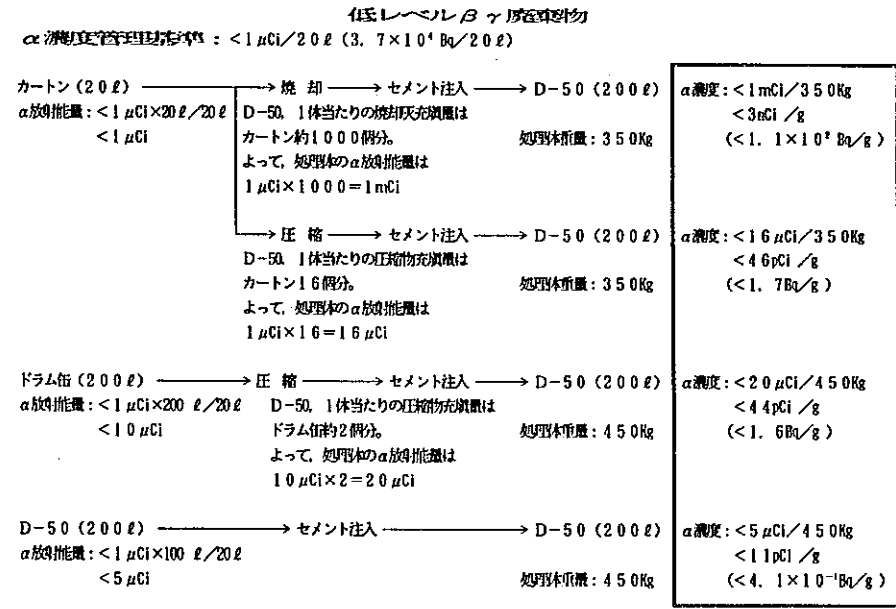 低レベルβγ廃棄物
α濃度管理基準：<1μCi/20ℓ (3.7×10⁴Bq/20ℓ)
カートン(20ℓ) → 焼却 → セメント注入 → D-50 (200ℓ) α濃度：<1mCi/350Kg
α放射能量：<1μCi×20ℓ/20ℓ D-50, 1体当たりの焼却灰充填量は <3nCi/g
<1μCi カートン約1000個分。 処理体重量：350Kg (<1.1×10²Bq/g)
よって, 処理体のα放射能量は
1μCi×1000=1mCi
→ 圧縮 → セメント注入 → D-50 (200ℓ) α濃度：<16μCi/350Kg
D-50, 1体当たりの圧縮物充填量は <46pCi/g
カートン16個分。 処理体重量：350Kg (<1.7Bq/g)
よって, 処理体のα放射能量は
1μCi×16=16μCi
ドラム缶(200ℓ) → 圧縮 → セメント注入 → D-50 (200ℓ) α濃度：<20μCi/450Kg
α放射能量：<1μCi×200ℓ/20ℓ D-50, 1体当たりの圧縮物充填量は <44pCi/g
<10μCi ドラム缶約2個分。 処理体重量：450Kg (<1.6Bq/g)
よって, 処理体のα放射能量は
10μCi×2=20μCi
D-50 (200ℓ) → セメント注入 → D-50 (200ℓ) α濃度：<5μCi/450Kg
α放射能量：<1μCi×100ℓ/20ℓ <11pCi/g
<5μCi 処理体重量：450Kg (<4.1×10⁻¹Bq/g)